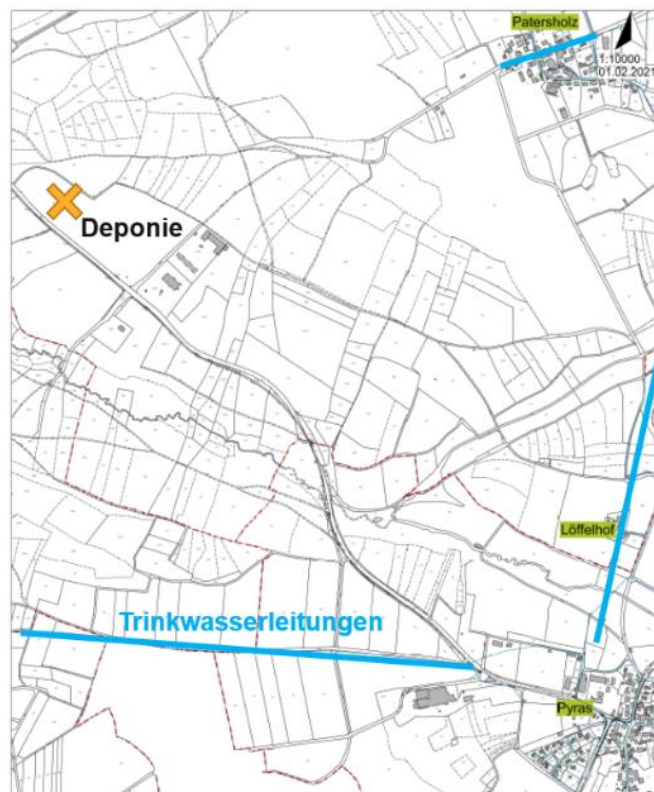 Patersholz
1:10000
01.02.2021
Deponie
Löffelhof
Trinkwasserleitungen
Pyras